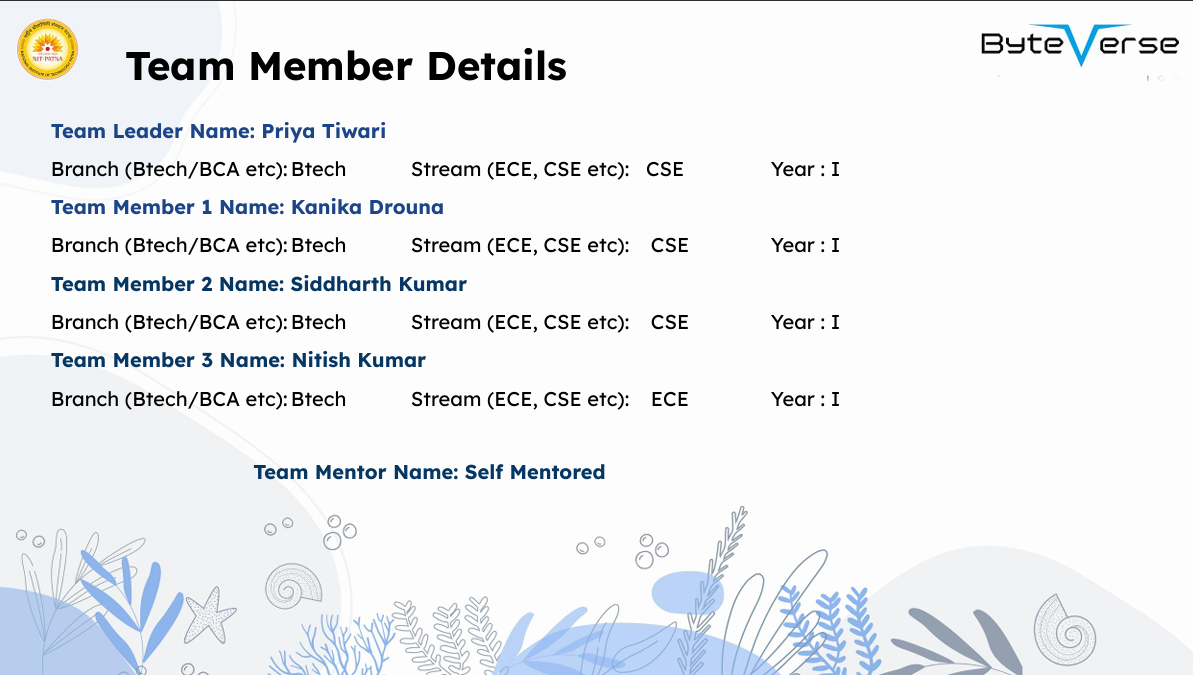 NIT-PATNA
Team Member Details
ByteVerse
Team Leader Name: Priya Tiwari
Branch (Btech/BCA etc): Btech Stream (ECE, CSE etc): CSE Year : I
Team Member 1 Name: Kanika Drouna
Branch (Btech/BCA etc): Btech Stream (ECE, CSE etc): CSE Year : I
Team Member 2 Name: Siddharth Kumar
Branch (Btech/BCA etc): Btech Stream (ECE, CSE etc): CSE Year : I
Team Member 3 Name: Nitish Kumar
Branch (Btech/BCA etc): Btech Stream (ECE, CSE etc): ECE Year : I
Team Mentor Name: Self Mentored